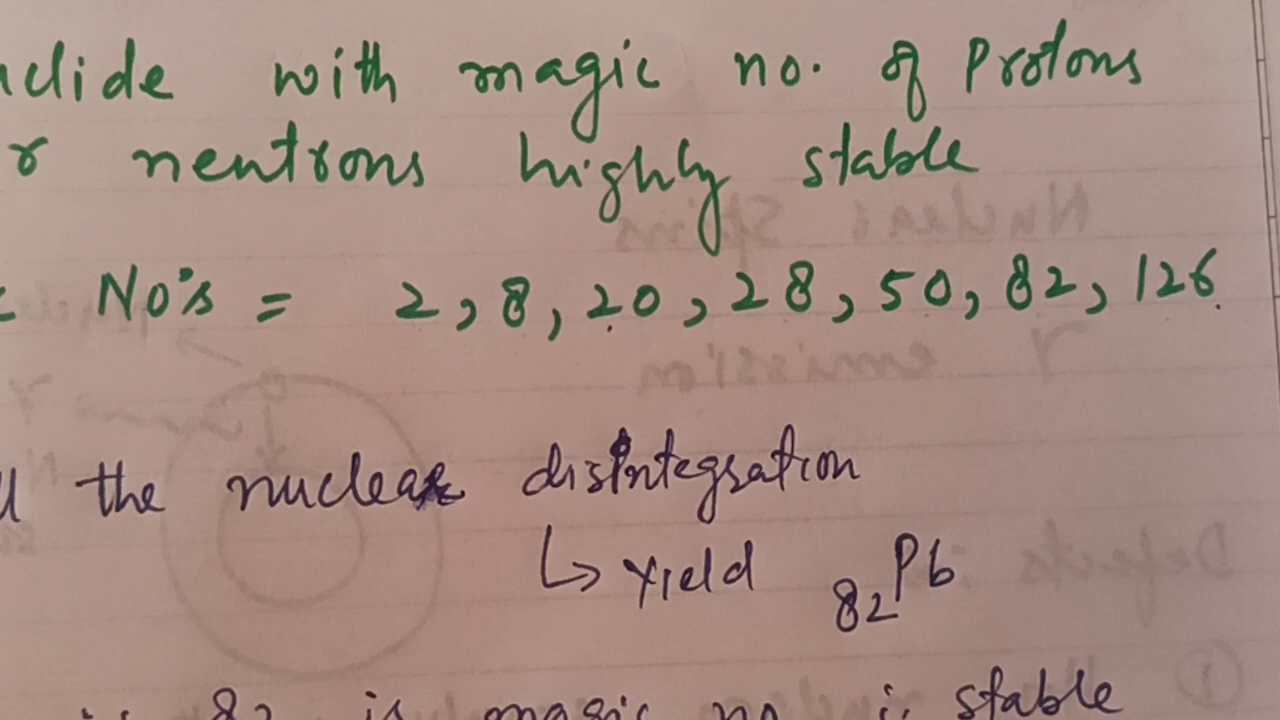 with magic no. of Protons
neutrons highly stable
No's = 2, 8, 20, 28, 50, 82, 126.
the nuclear disintegration
↳ Yield ₈₂Pb
82 is magic no. stable